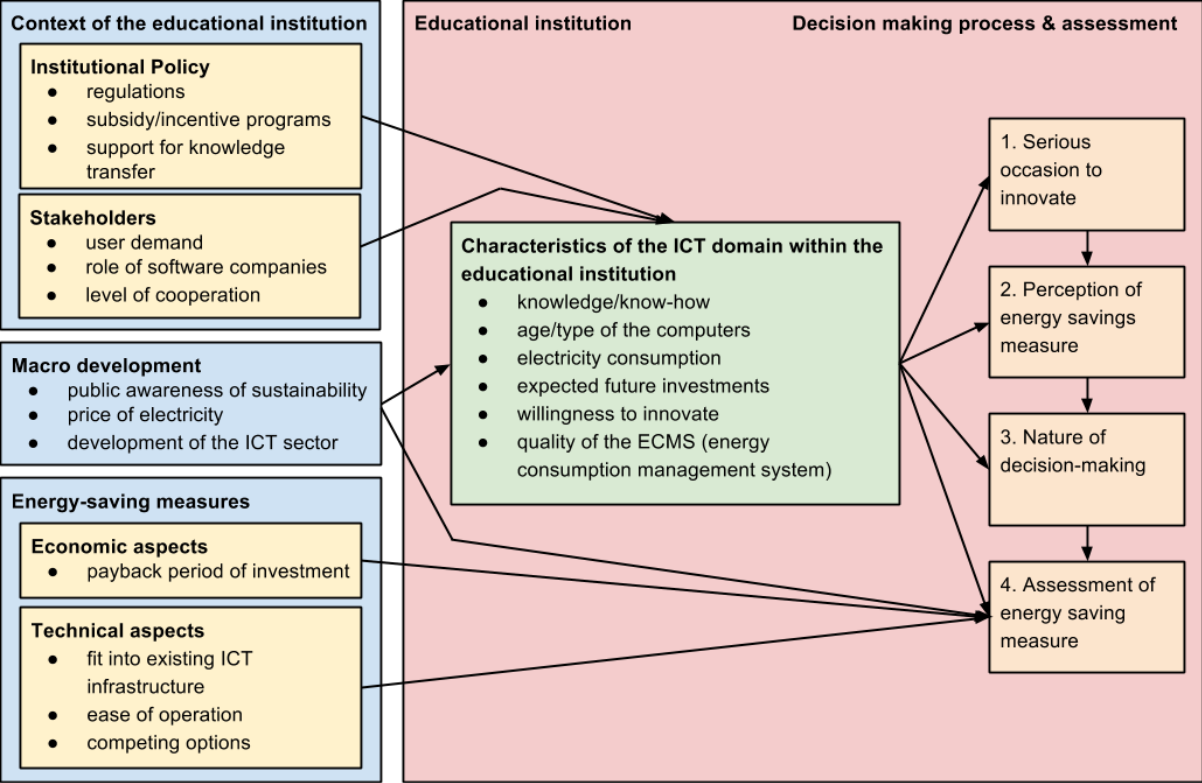 Context of the educational institution
Institutional Policy
● regulations
● subsidy/incentive programs
● support for knowledge
transfer
Stakeholders
● user demand
● role of software companies
● level of cooperation
Macro development
● public awareness of sustainability
● price of electricity
● development of the ICT sector
Energy-saving measures
Economic aspects
● payback period of investment
Technical aspects
● fit into existing ICT
infrastructure
● ease of operation
● competing options
Educational institution
Decision making process & assessment
Characteristics of the ICT domain within the
educational institution
● knowledge/know-how
● age/type of the computers
● electricity consumption
● expected future investments
● willingness to innovate
● quality of the ECMS (energy
consumption management system)
1. Serious
occasion to
innovate
2. Perception of
energy savings
measure
3. Nature of
decision-making
4. Assessment of
energy saving
measure